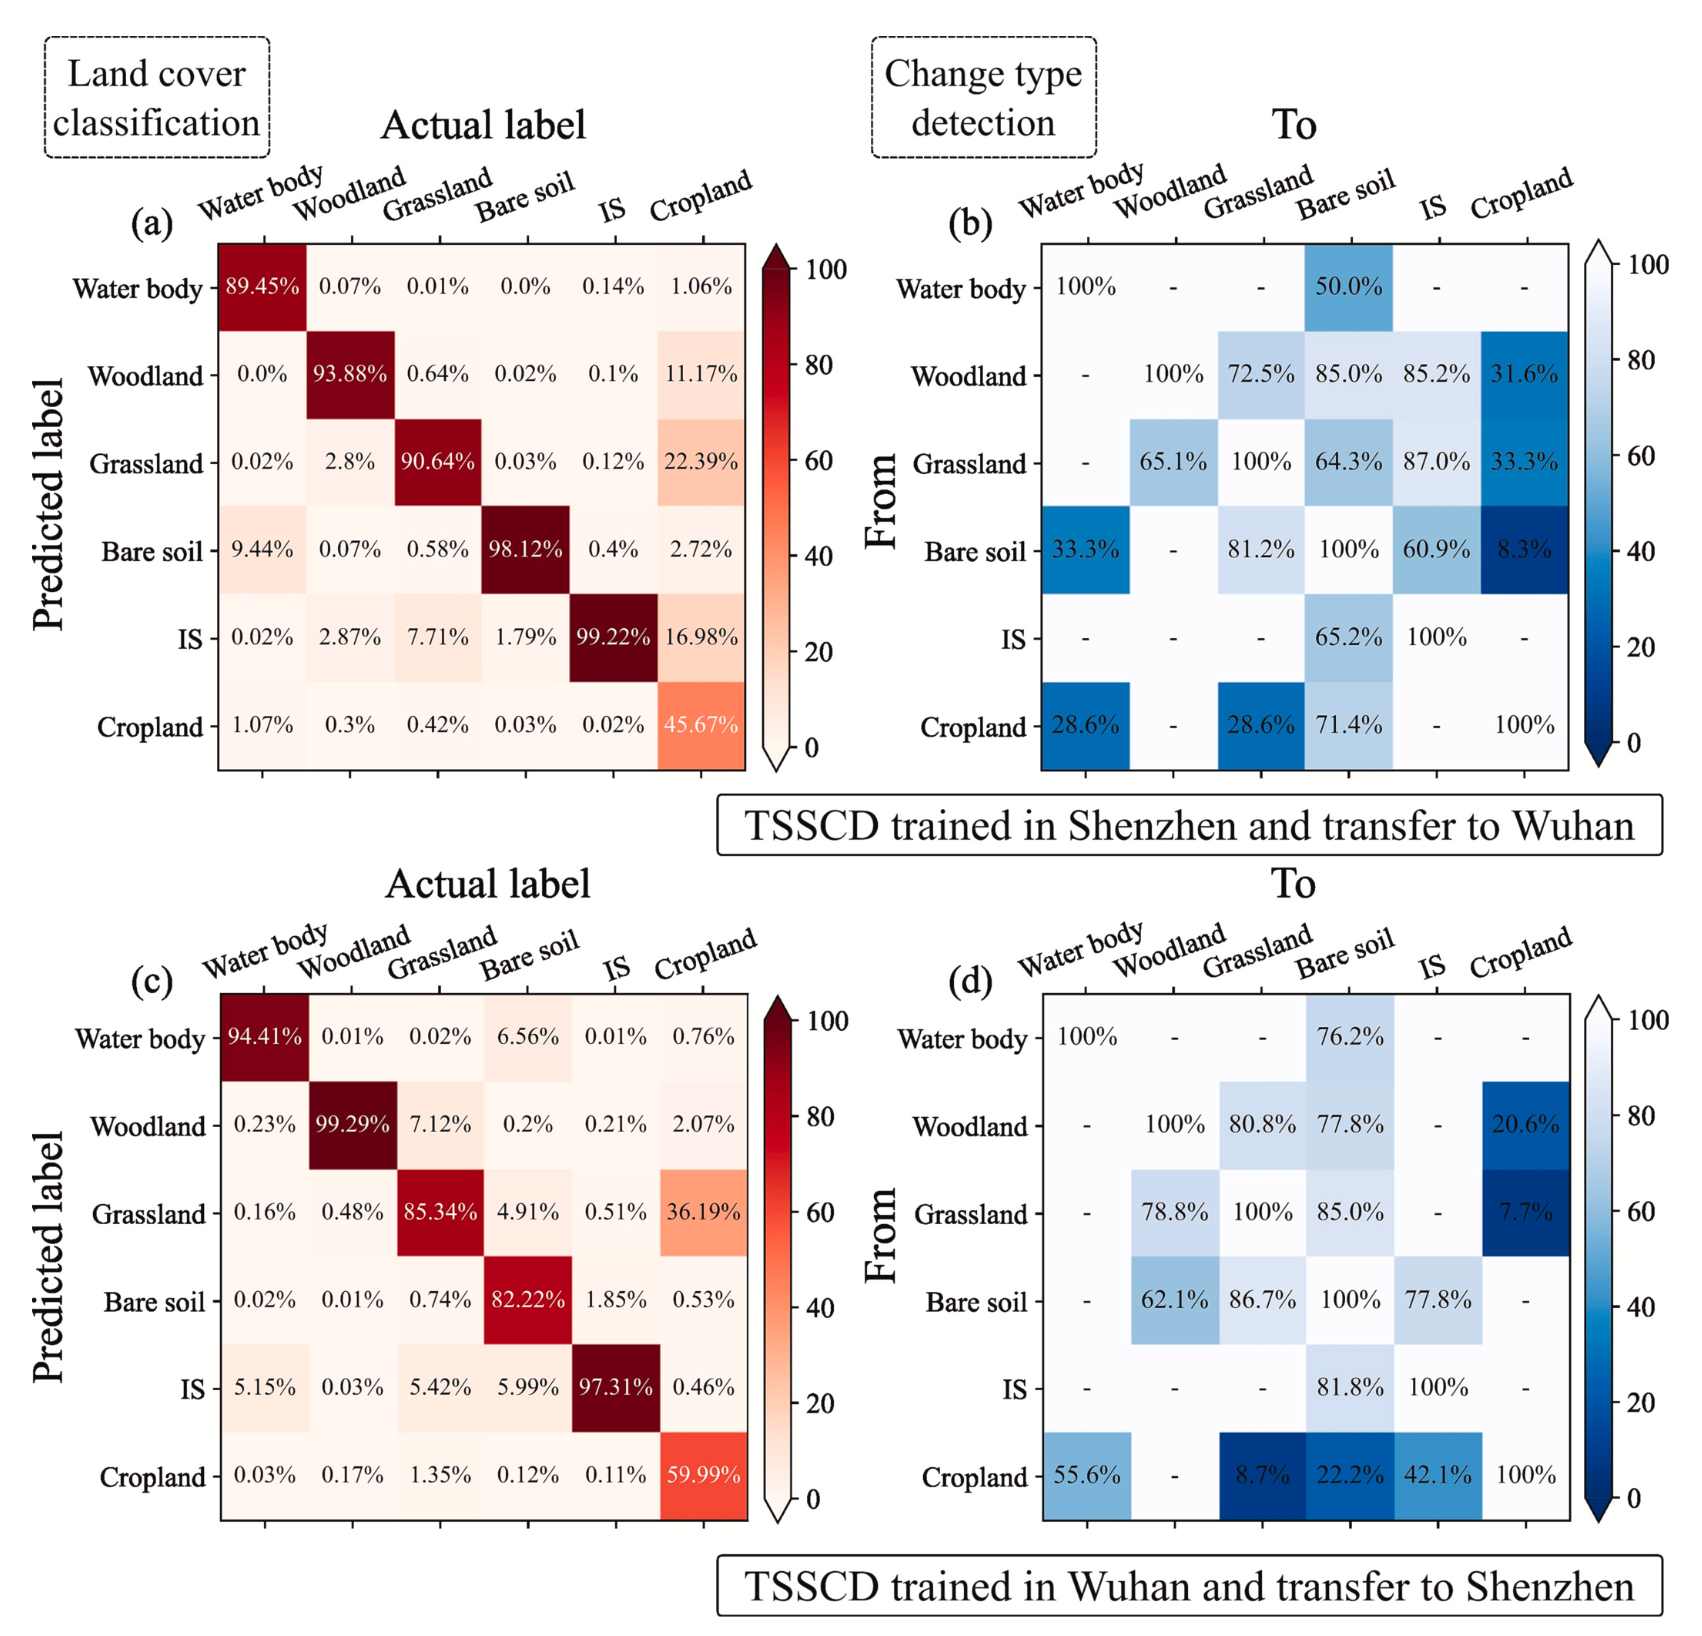 Land cover
classification
Actual label
Water body Woodland Grassland Bare soil IS Cropland
(a)
Predicted label
Water body 89.45% 0.07% 0.01% 0.0% 0.14% 1.06%
Woodland 0.0% 93.88% 0.64% 0.02% 0.1% 11.17%
Grassland 0.02% 2.8% 90.64% 0.03% 0.12% 22.39%
Bare soil 9.44% 0.07% 0.58% 98.12% 0.4% 2.72%
IS 0.02% 2.87% 7.71% 1.79% 99.22% 16.98%
Cropland 1.07% 0.3% 0.42% 0.03% 0.02% 45.67%
100
80
60
40
20
0
Change type
detection
To
Water body Woodland Grassland Bare soil IS Cropland
(b)
From
Water body 100% - - 50.0% - -
Woodland - 100% 72.5% 85.0% 85.2% 31.6%
Grassland - 65.1% 100% 64.3% 87.0% 33.3%
Bare soil 33.3% - 81.2% 100% 60.9% 8.3%
IS - - - 65.2% 100% -
Cropland 28.6% - 28.6% 71.4% - 100%
100
80
60
40
20
0
TSSCD trained in Shenzhen and transfer to Wuhan
Actual label
Water body Woodland Grassland Bare soil IS Cropland
(c)
Predicted label
Water body 94.41% 0.01% 0.02% 6.56% 0.01% 0.76%
Woodland 0.23% 99.29% 7.12% 0.2% 0.21% 2.07%
Grassland 0.16% 0.48% 85.34% 4.91% 0.51% 36.19%
Bare soil 0.02% 0.01% 0.74% 82.22% 1.85% 0.53%
IS 5.15% 0.03% 5.42% 5.99% 97.31% 0.46%
Cropland 0.03% 0.17% 1.35% 0.12% 0.11% 59.99%
100
80
60
40
20
0
To
Water body Woodland Grassland Bare soil IS Cropland
(d)
From
Water body 100% - - 76.2% - -
Woodland - 100% 80.8% 77.8% - 20.6%
Grassland - 78.8% 100% 85.0% - 7.7%
Bare soil - 62.1% 86.7% 100% 77.8% -
IS - - - 81.8% 100% -
Cropland 55.6% - 8.7% 22.2% 42.1% 100%
100
80
60
40
20
0
TSSCD trained in Wuhan and transfer to Shenzhen